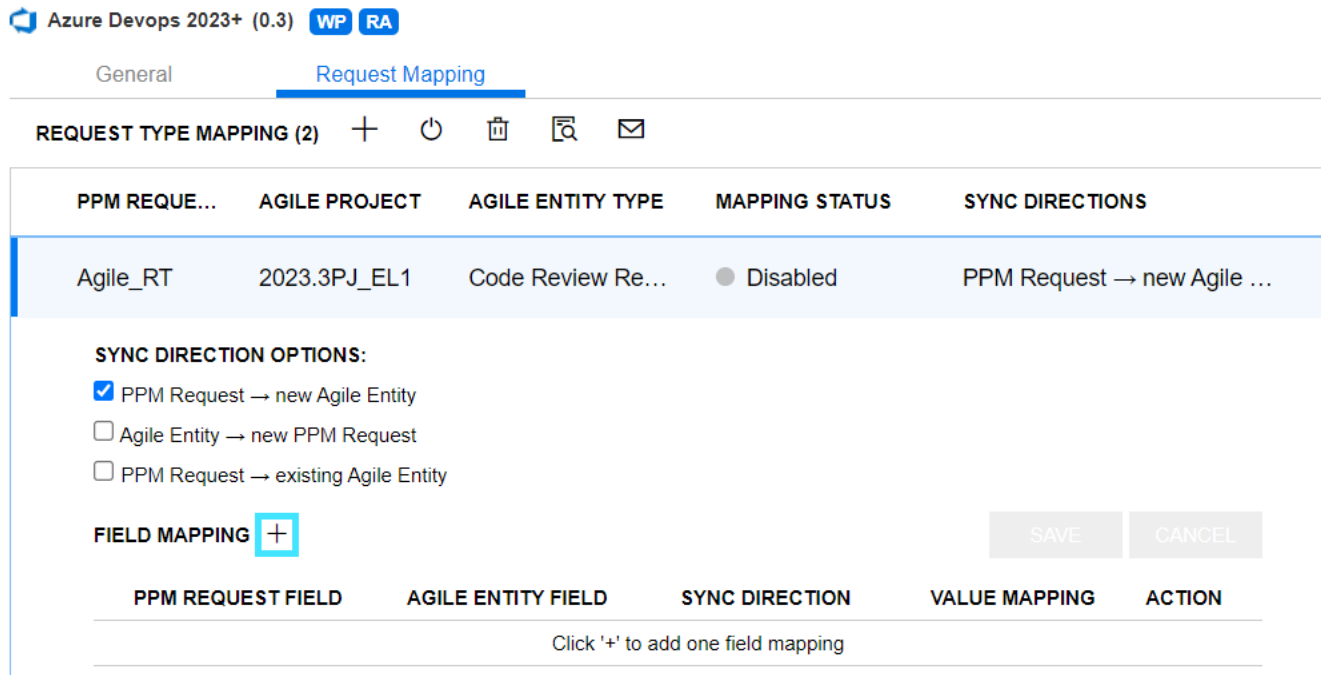 Azure Devops 2023+ (0.3) WP RA
General Request Mapping
REQUEST TYPE MAPPING (2)
PPM REQUE... AGILE PROJECT AGILE ENTITY TYPE MAPPING STATUS SYNC DIRECTIONS
Agile_RT 2023.3PJ_EL1 Code Review Re... Disabled PPM Request → new Agile ...
SYNC DIRECTION OPTIONS:
PPM Request → new Agile Entity
Agile Entity → new PPM Request
PPM Request → existing Agile Entity
FIELD MAPPING + SAVE CANCEL
PPM REQUEST FIELD AGILE ENTITY FIELD SYNC DIRECTION VALUE MAPPING ACTION
Click '+' to add one field mapping